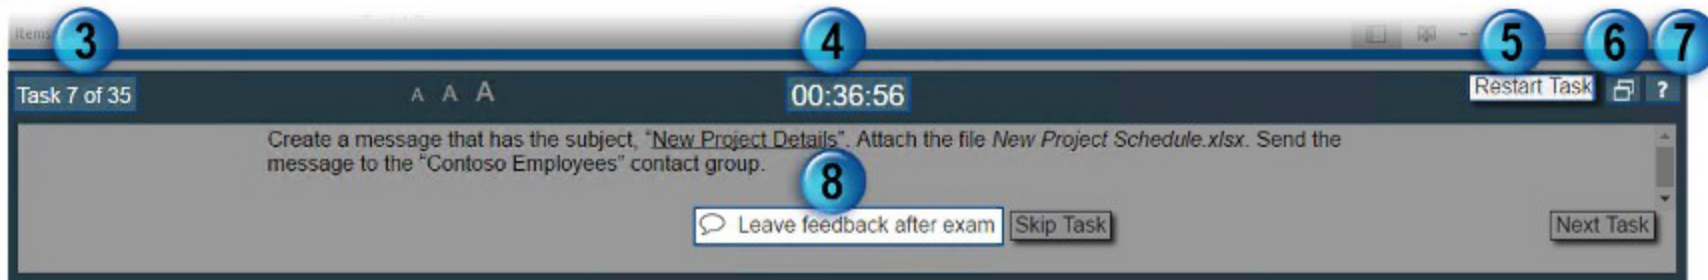 3
4
5
6
7
items
Task 7 of 35
A A A
00:36:56
Restart Task
?
Create a message that has the subject, “New Project Details”. Attach the file New Project Schedule.xlsx. Send the
message to the “Contoso Employees” contact group.
8
Leave feedback after exam
Skip Task
Next Task